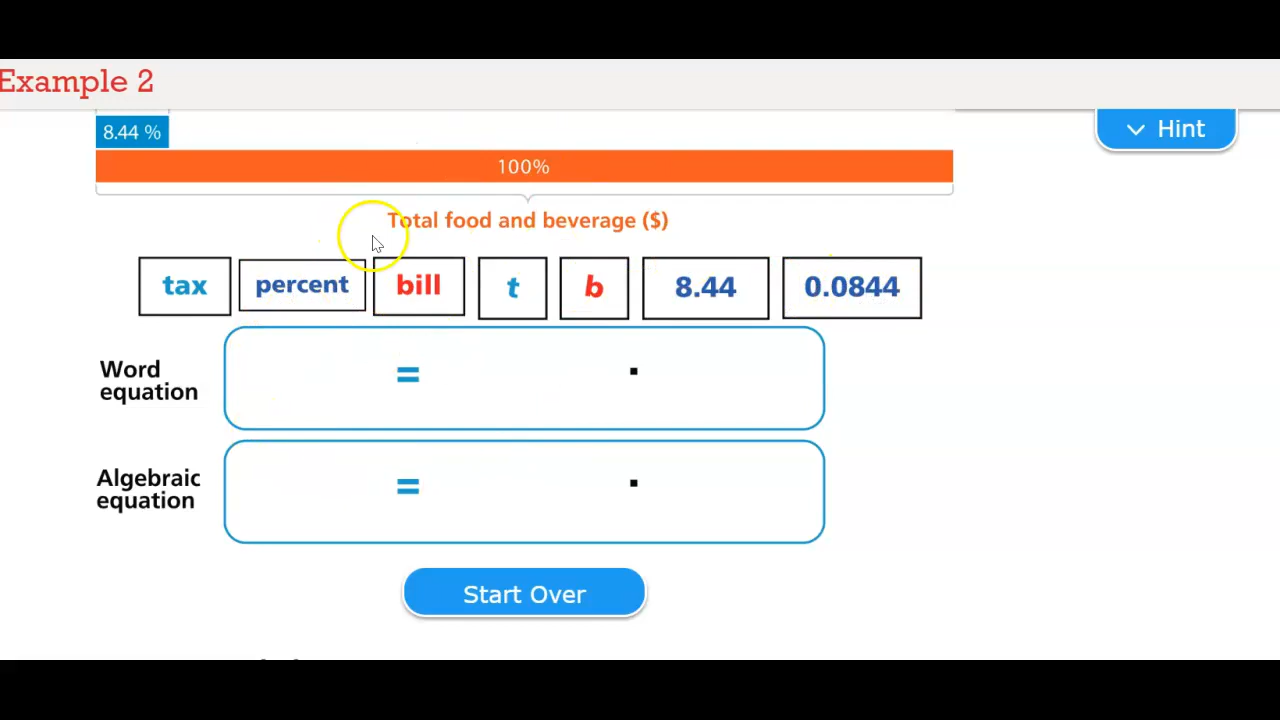 Example 2
Hint
8.44 %
100%
Total food and beverage ($)
tax percent bill t b 8.44 0.0844
Word
equation
= ·
Algebraic
equation
= ·
Start Over